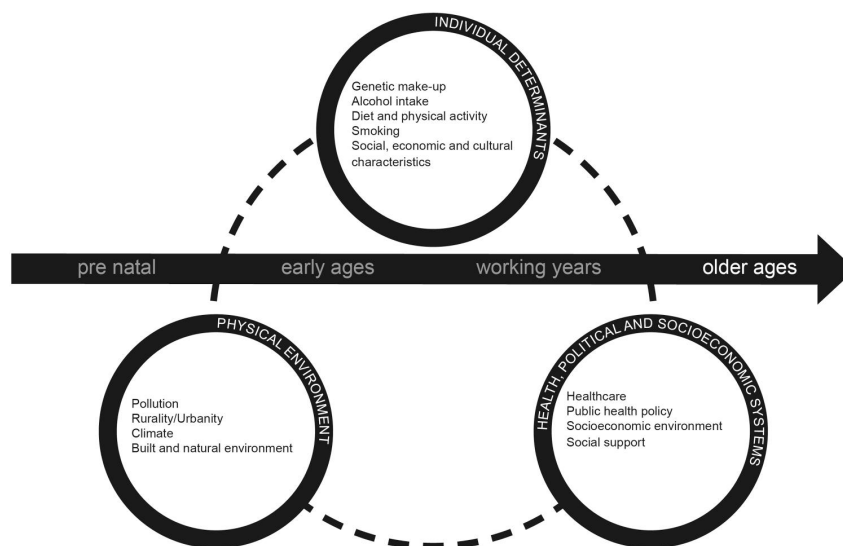 INDIVIDUAL DETERMINANTS
Genetic make-up
Alcohol intake
Diet and physical activity
Smoking
Social, economic and cultural
characteristics
pre natal
early ages
working years
older ages
PHYSICAL ENVIRONMENT
Pollution
Rurality/Urbanity
Climate
Built and natural environment
HEALTH, POLITICAL AND SOCIOECONOMIC SYSTEMS
Healthcare
Public health policy
Socioeconomic environment
Social support